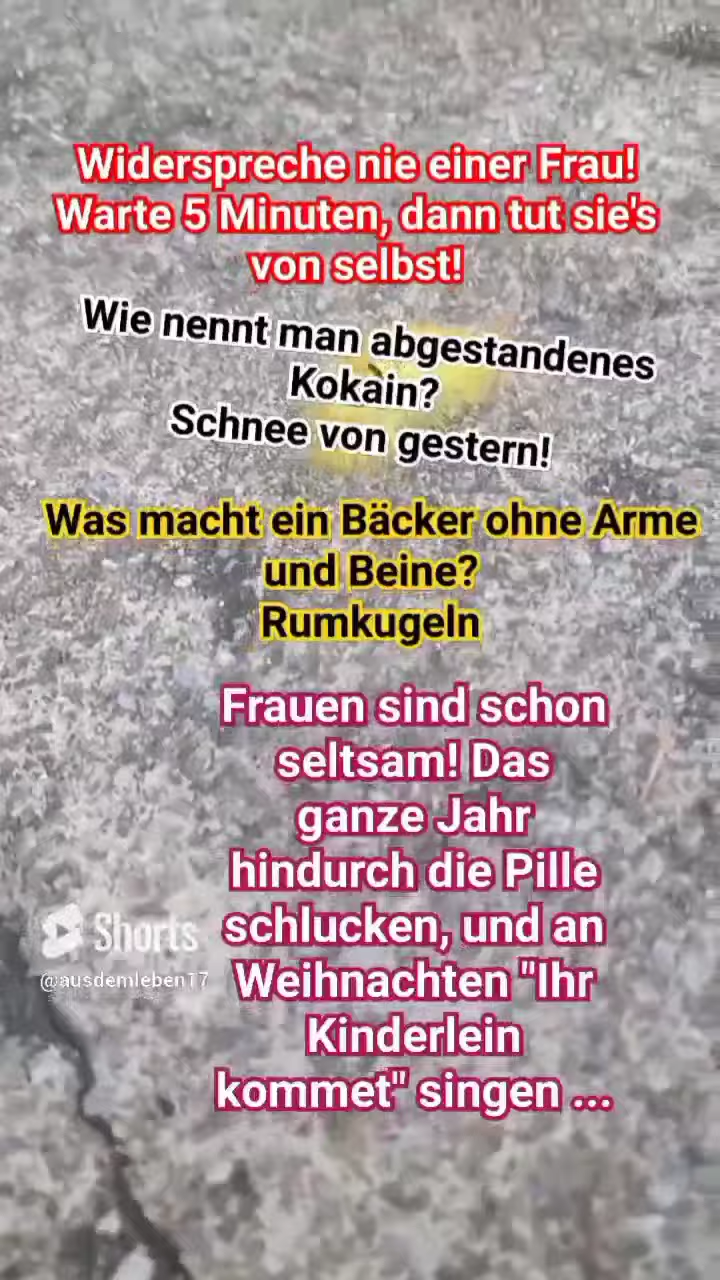 Widerspreche nie einer Frau!
Warte 5 Minuten, dann tut sie's
von selbst!
Wie nennt man abgestandenes
Kokain?
Schnee von gestern!
Was macht ein Bäcker ohne Arme
und Beine?
Rumkugeln
Frauen sind schon
seltsam! Das
ganze Jahr
hindurch die Pille
schlucken, und an
Weihnachten "Ihr
Kinderlein
kommet" singen ...
Shorts
@ausdemleben17